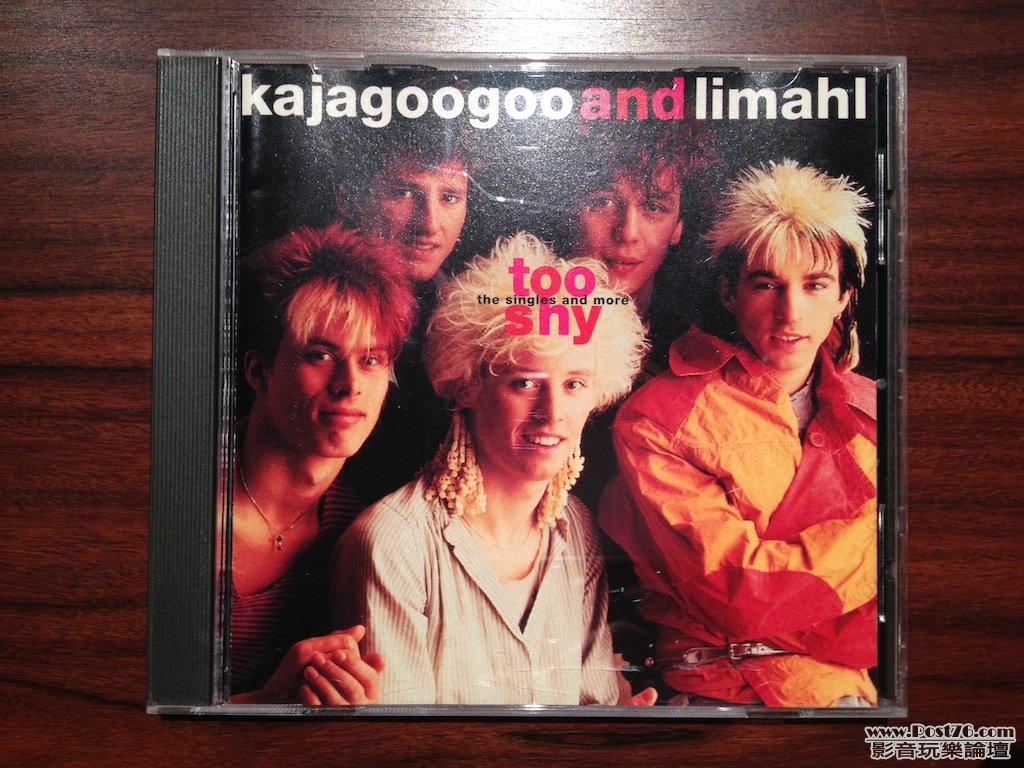 kajagoogoo and limahl
too
the singles and more
shy
www.Post76.com
影音玩樂論壇